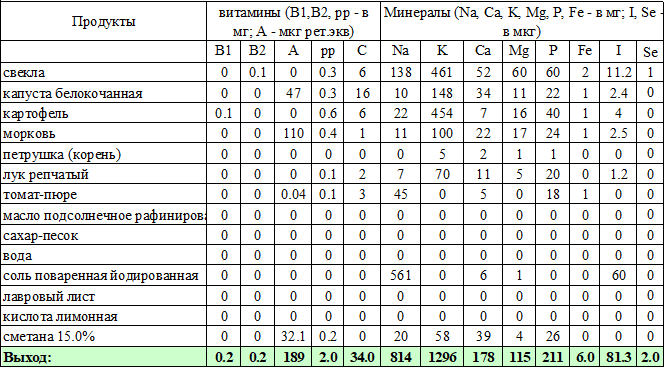 Продукты витамины (B1,B2, pp - в Минералы (Na, Ca, K, Mg, P, Fe - в мг; I, Se -
мг; A - мкг рет.экв) в мкг)
B1 B2 A pp C Na K Ca Mg P Fe I Se
свекла 0 0.1 0 0.3 6 138 461 52 60 60 2 11.2 1
капуста белокочанная 0 0 47 0.3 16 10 148 34 11 22 1 2.4 0
картофель 0.1 0 0 0.6 6 22 454 7 16 40 1 4 0
морковь 0 0 110 0.4 1 11 100 22 17 24 1 2.5 0
петрушка (корень) 0 0 0 0 0 0 5 2 1 1 0 0 0
лук репчатый 0 0 0 0.1 2 7 70 11 5 20 0 1.2 0
томат-пюре 0 0 0.04 0.1 3 45 0 5 0 18 1 0 0
масло подсолнечное рафинирова 0 0 0 0 0 0 0 0 0 0 0 0 0
сахар-песок 0 0 0 0 0 0 0 0 0 0 0 0 0
вода 0 0 0 0 0 0 0 0 0 0 0 0 0
соль поваренная йодированная 0 0 0 0 0 561 0 6 1 0 0 60 0
лавровый лист 0 0 0 0 0 0 0 0 0 0 0 0 0
кислота лимонная 0 0 0 0 0 0 0 0 0 0 0 0 0
сметана 15.0% 0 0 32.1 0.2 0 20 58 39 4 26 0 0 0
Выход: 0.2 0.2 189 2.0 34.0 814 1296 178 115 211 6.0 81.3 2.0